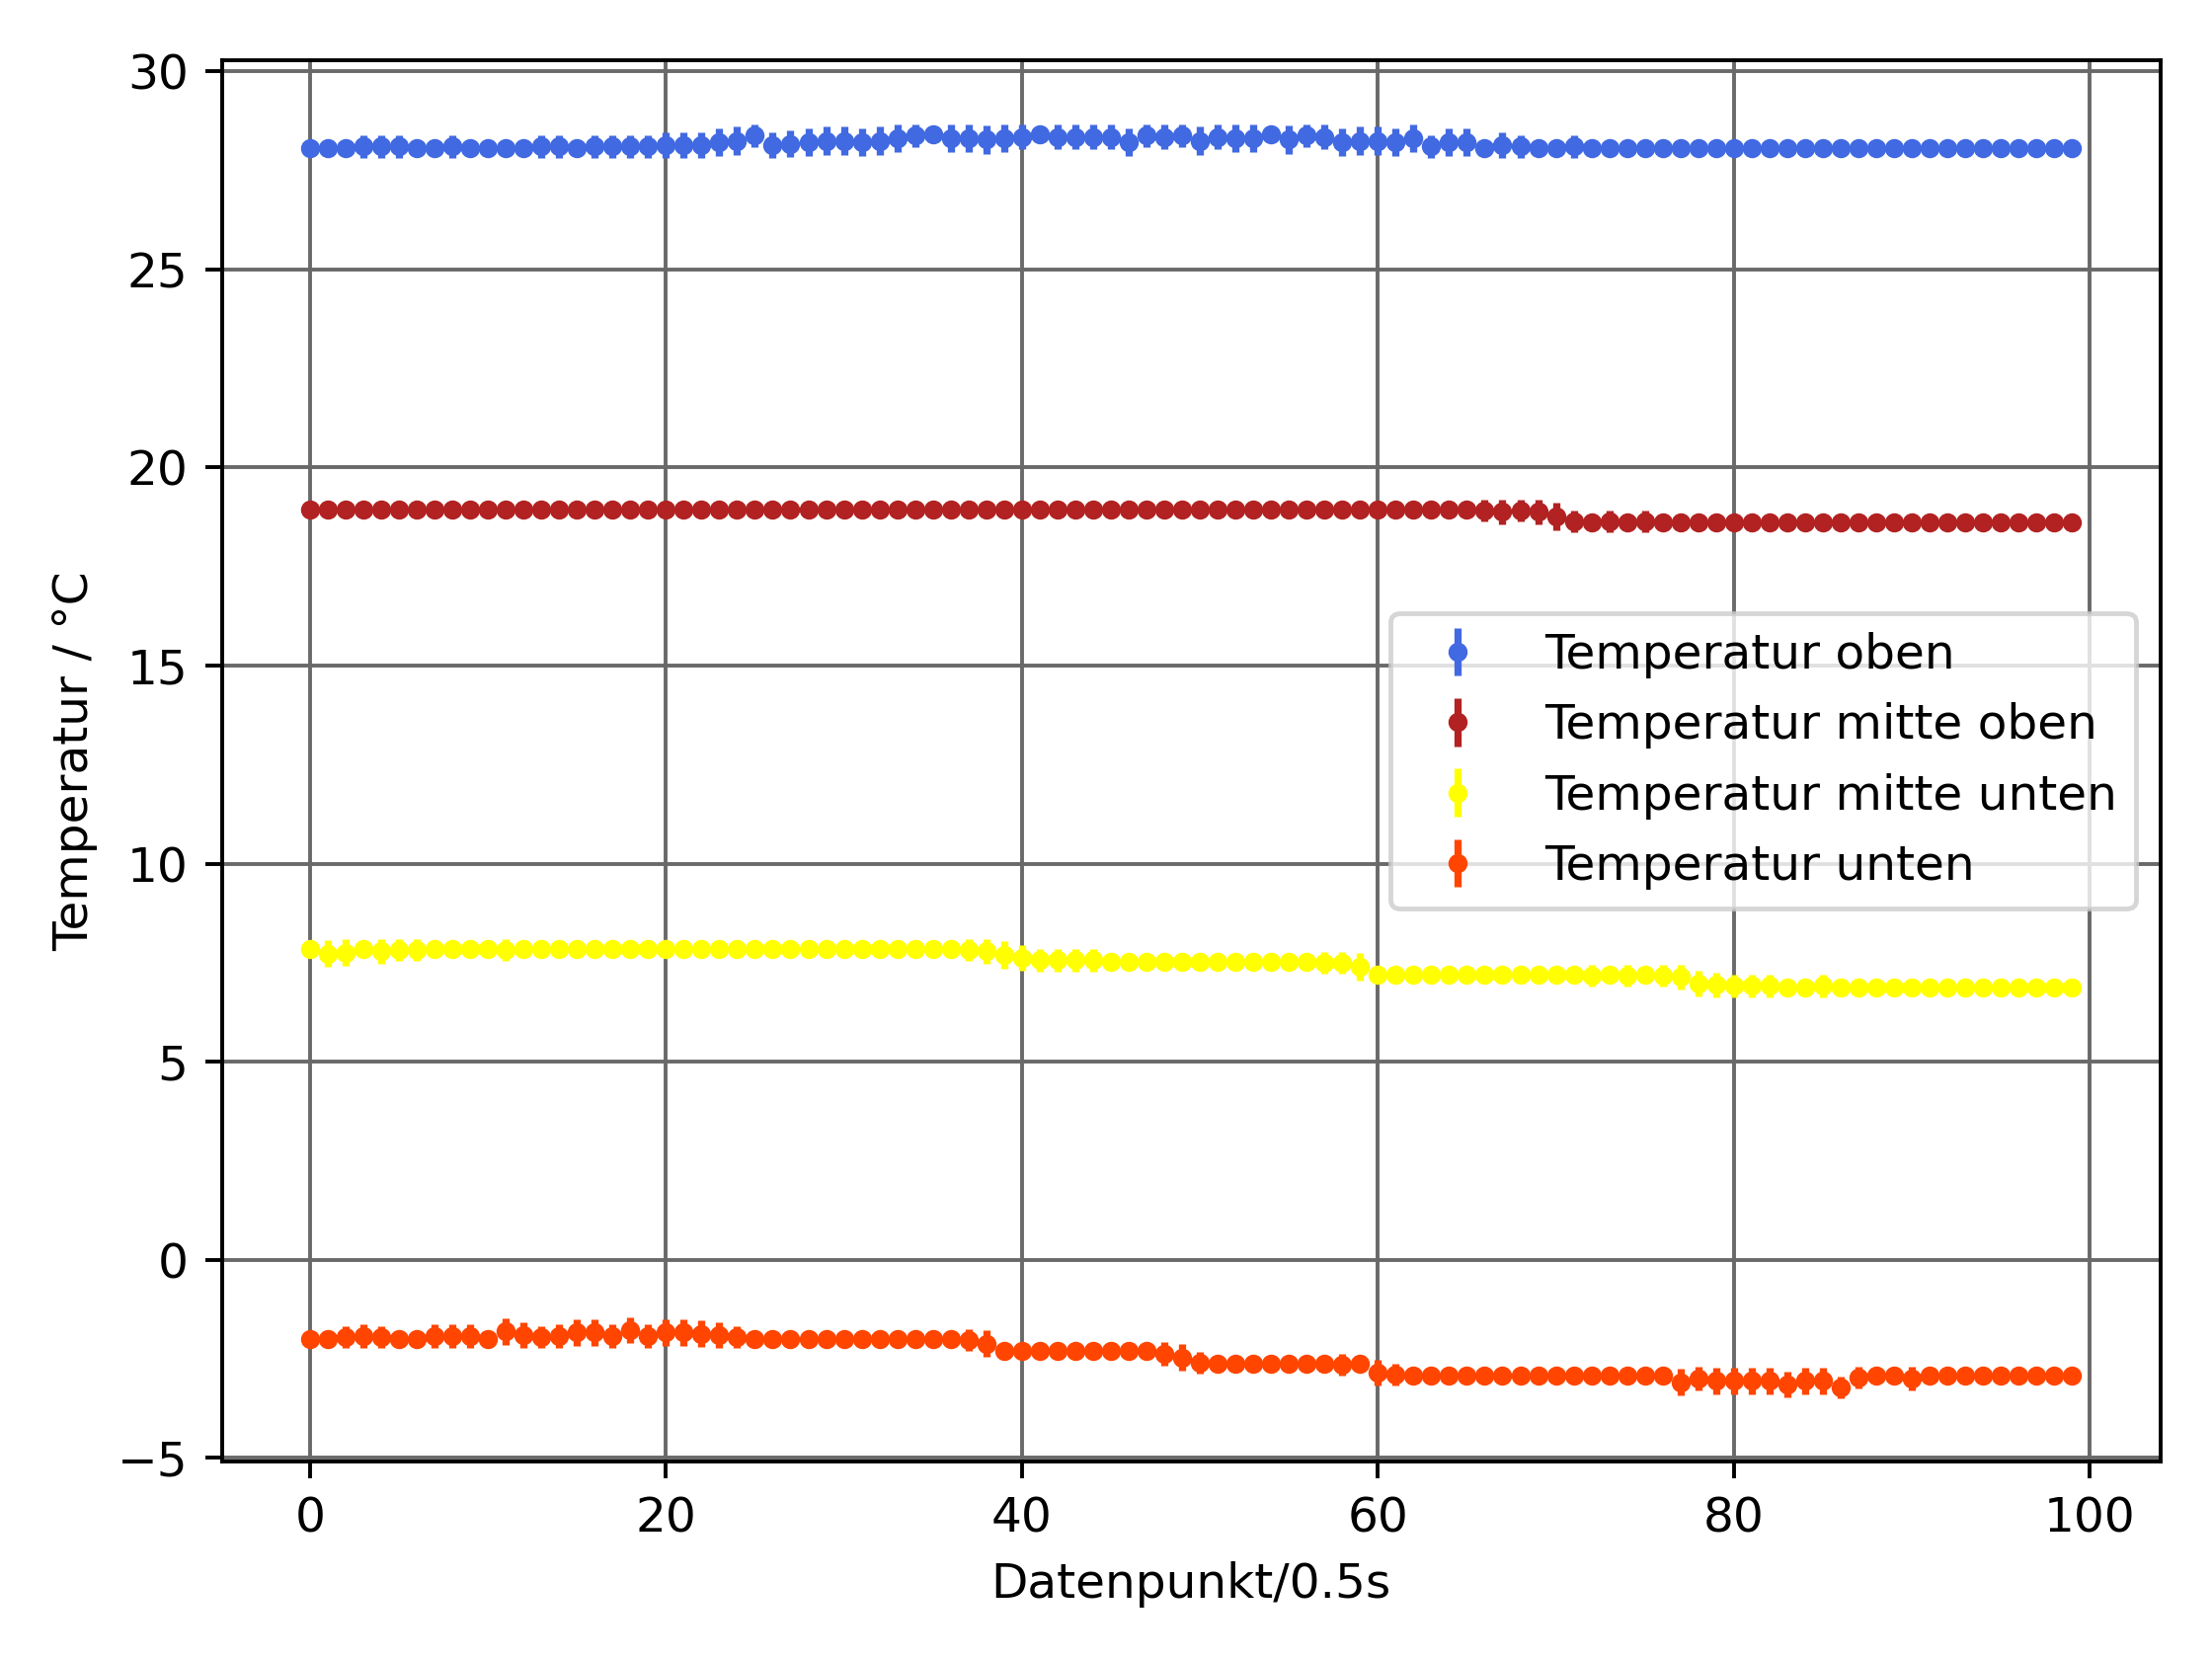 30
25
20
15
10
5
0
−5
Temperatur / °C
Temperatur oben
Temperatur mitte oben
Temperatur mitte unten
Temperatur unten
0 20 40 60 80 100
Datenpunkt/0.5s